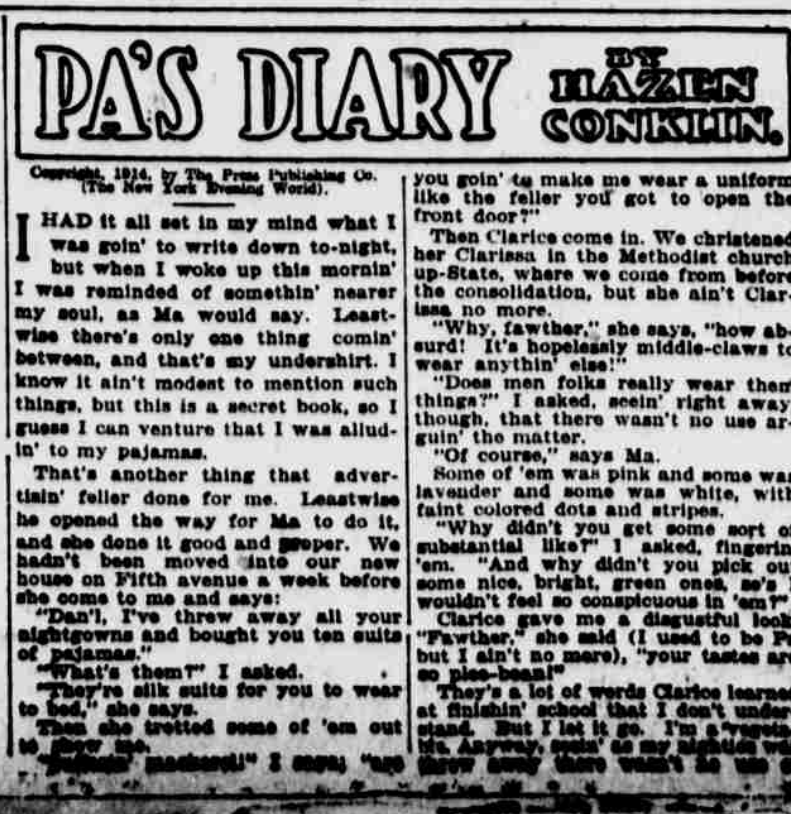 PA'S DIARY
BY
HAZEN
CONKLIN.
Copyright, 1914, by The Press Publishing Co.
(The New York Evening World).
I HAD it all set in my mind what I
was goin' to write down to-night,
but when I woke up this mornin'
I was reminded of somethin' nearer
my soul, as Ma would say. Least-
wise there's only one thing comin'
between, and that's my undershirt. I
know it ain't modest to mention such
things, but this is a secret book, so I
guess I can venture that I was allud-
in' to my pajamas.
That's another thing that adver-
tisin' feller done for me. Leastwise
he opened the way for Ma to do it,
and she done it good and proper. We
hadn't been moved into our new
house on Fifth avenue a week before
she come to me and says:
"Dan'l, I've threw away all your
nightgowns and bought you ten suits
of pajamas."
"What's them?" I asked.
"They're silk suits for you to wear
to bed," she says.
Then she trotted some of 'em out
to show me.
mackerel!" I says; "are
you goin' to make me wear a uniform
like the feller you got to open the
front door?"
Then Clarice come in. We christened
her Clarissa in the Methodist church
up-State, where we come from before
the consolidation, but she ain't Clar-
issa no more.
"Why, fawther," she says, "how ab-
surd! It's hopelessly middle-claws to
wear anythin' else!"
"Does men folks really wear them
things?" I asked, seein' right away,
though, that there wasn't no use ar-
guin' the matter.
"Of course," says Ma.
Some of 'em was pink and some was
lavender and some was white, with
faint colored dots and stripes.
"Why didn't you get some sort of
substantial like?" I asked, fingerin'
'em. "And why didn't you pick out
some nice, bright, green ones, so's I
wouldn't feel so conspicuous in 'em?"
Clarice gave me a disgustful look.
"Fawther," she said (I used to be Pa
but I ain't no more), "your tastes are
so plee-bean!"
They's a lot of words Clarice learned
at finishin' school that I don't under-
stand. But I let it go. I'm a
Anyway, seein' as my nighties was
threw away there wasn't no use